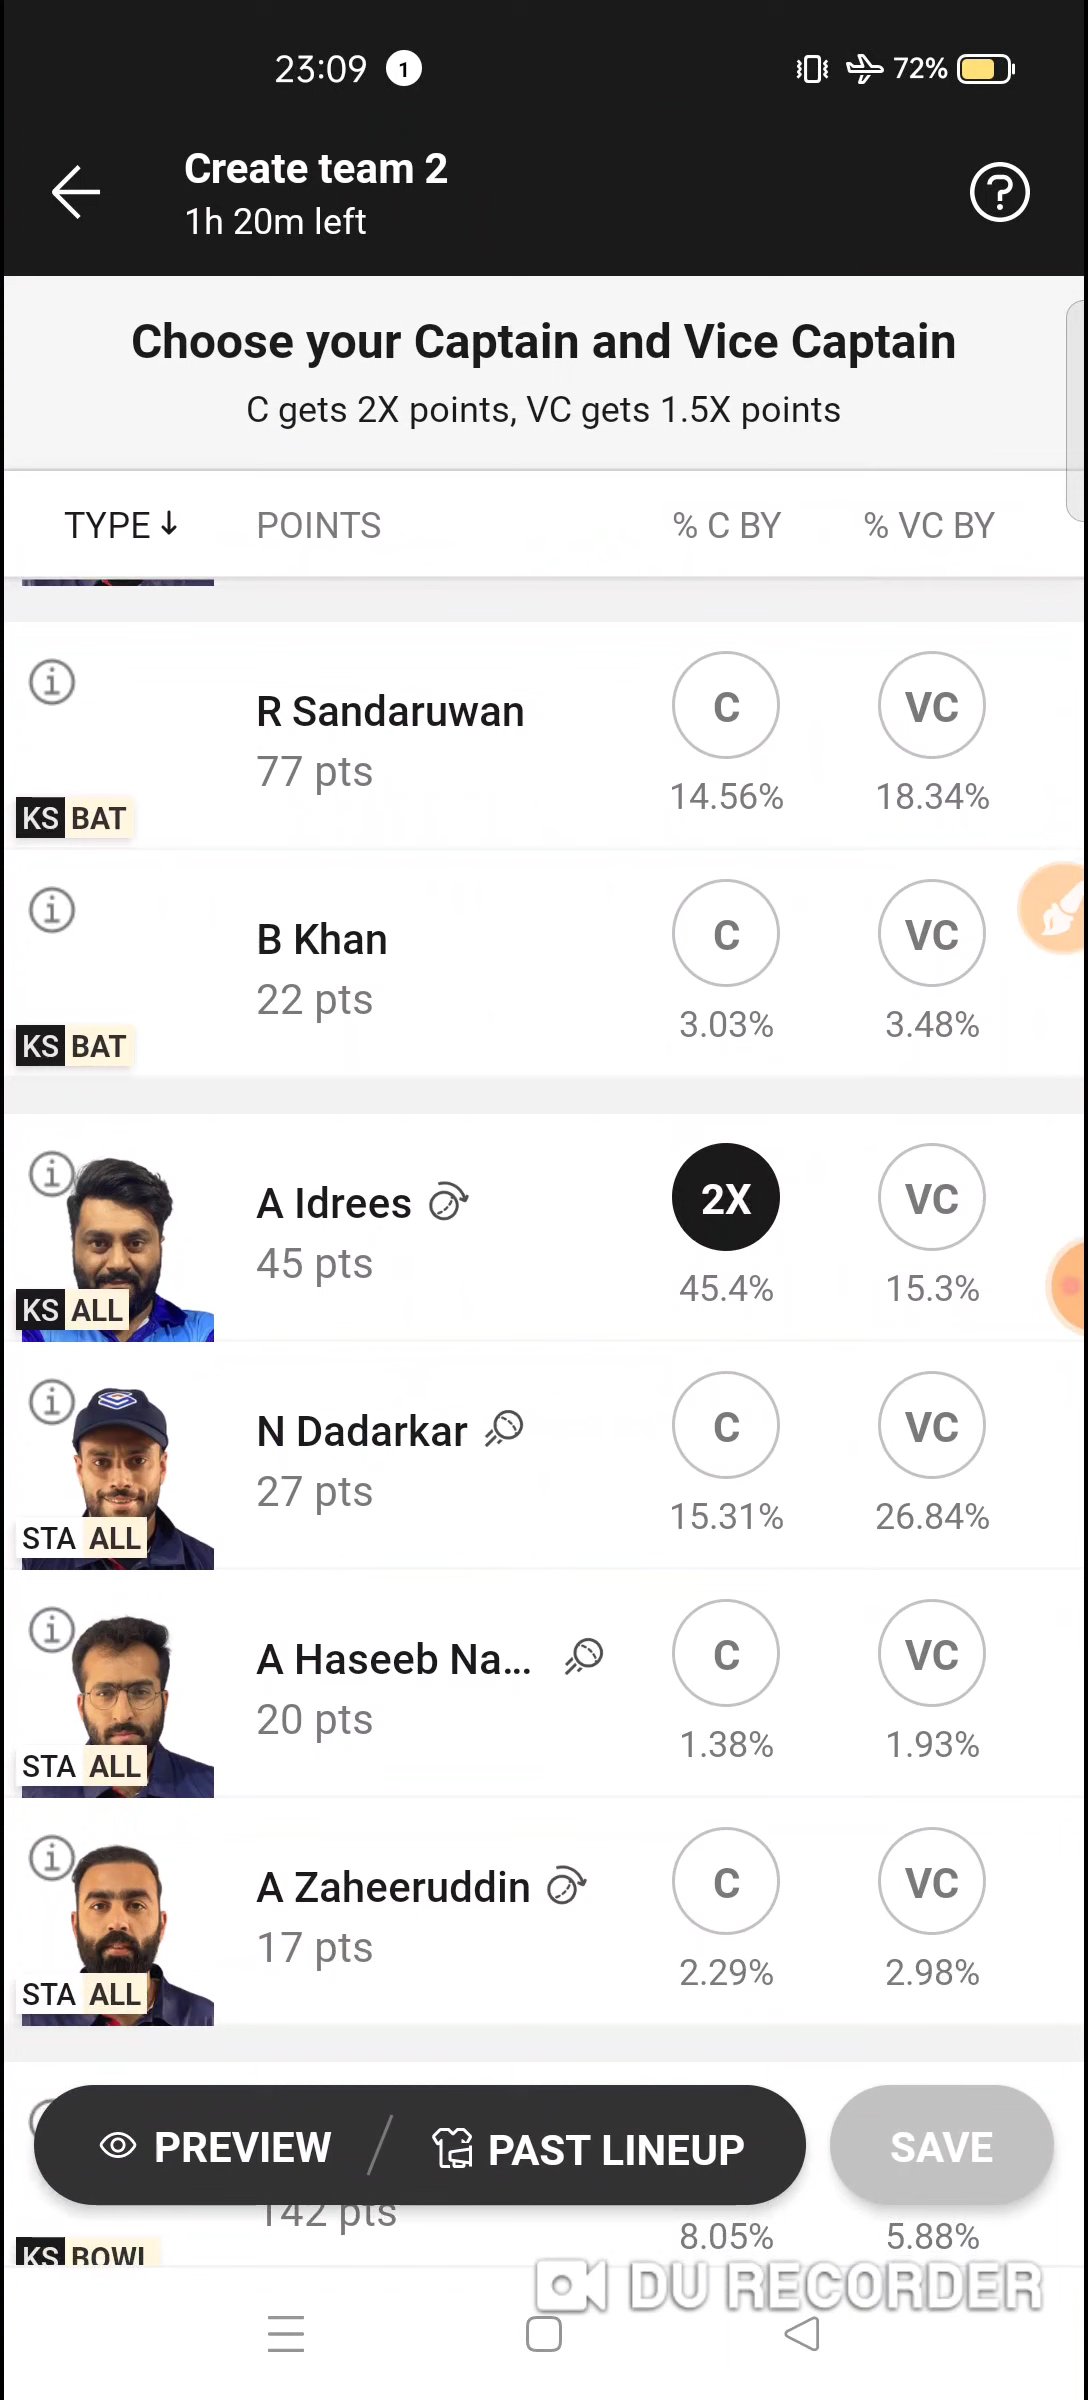 23:09 1 72%
Create team 2
1h 20m left
Choose your Captain and Vice Captain
C gets 2X points, VC gets 1.5X points
TYPE POINTS % C BY % VC BY
R Sandaruwan C VC
77 pts 14.56% 18.34%
KS BAT
B Khan C VC
22 pts 3.03% 3.48%
KS BAT
A Idrees 2X VC
45 pts 45.4% 15.3%
KS ALL
N Dadarkar C VC
27 pts 15.31% 26.84%
STA ALL
A Haseeb Na... C VC
20 pts 1.38% 1.93%
STA ALL
A Zaheeruddin C VC
17 pts 2.29% 2.98%
STA ALL
PREVIEW PAST LINEUP SAVE
142 pts 8.05% 5.88%
KS BOWL
DU RECORDER